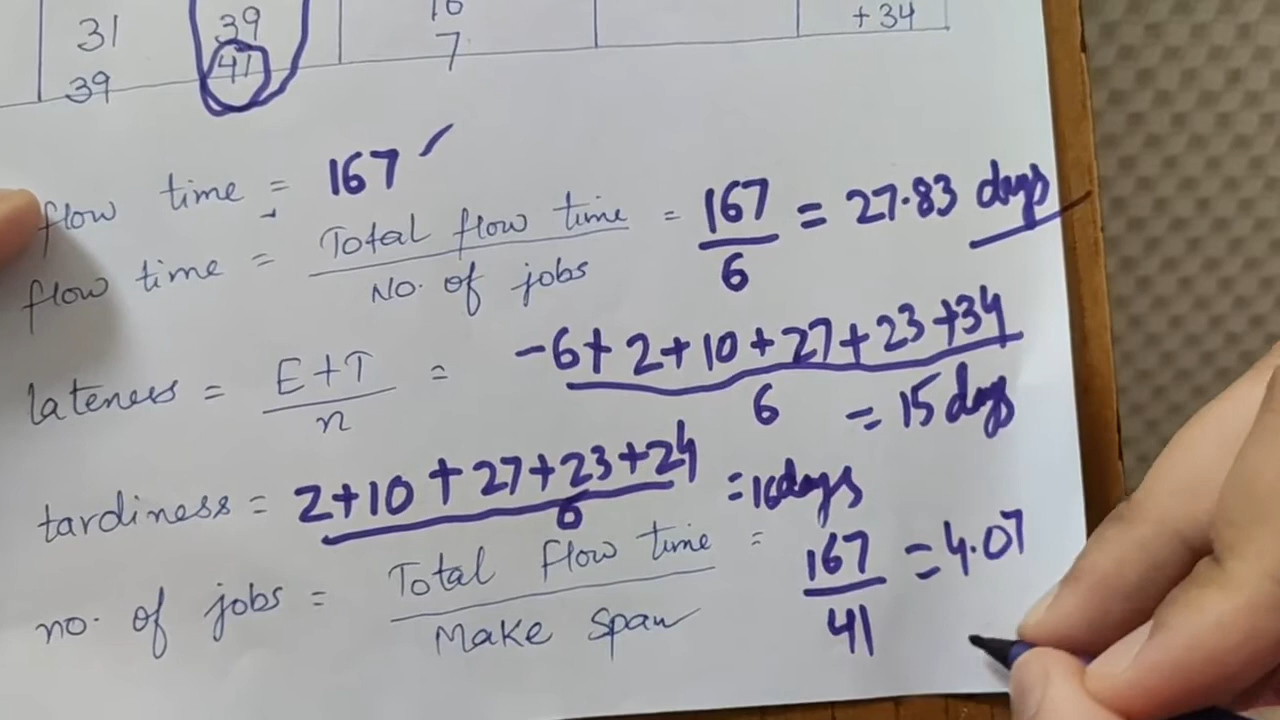 31 39 16 + 34
39 41 7
flow time = 167 ✓
flow time = Total flow time / No. of jobs = 167 / 6 = 27.83 days
lateness = E+T / n = -6+2+10+27+23+34 / 6 = 15 days
tardiness = 2+10+27+23+24 / 6 = 16days
no. of jobs = Total flow time / Make span = 167 / 41 = 4.07